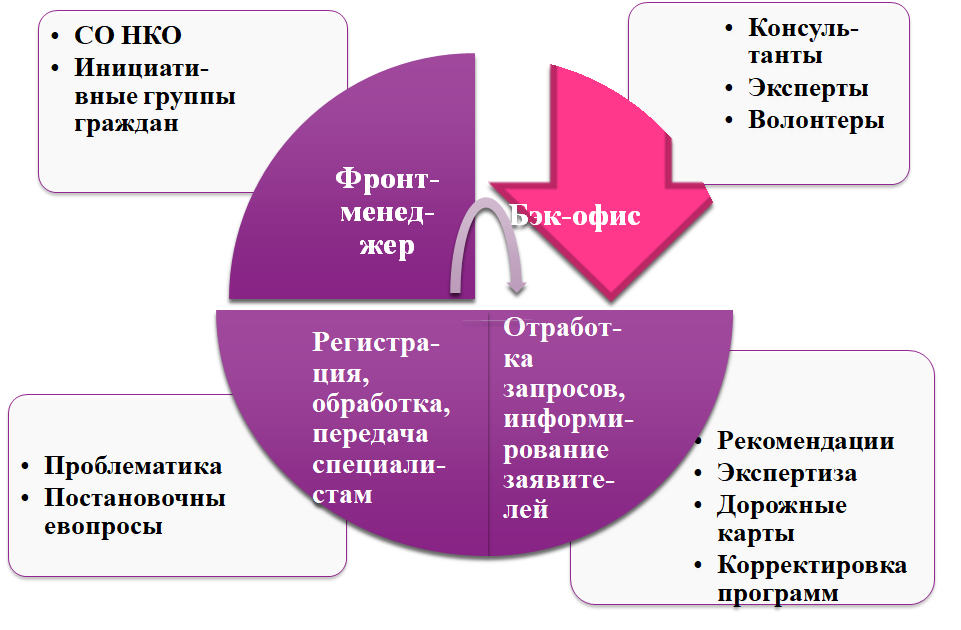 • СО НКО
• Инициати-
вные группы
граждан
• Консуль-
танты
• Эксперты
• Волонтеры
Фронт-
менед-
жер
Бэк-офис
Регистра-
ция,
обработка,
передача
специали-
стам
Отработ-
ка
запросов,
информи-
рование
заявите-
лей
• Проблематика
• Постановочны
евопросы
• Рекомендации
• Экспертиза
• Дорожные
карты
• Корректировка
программ